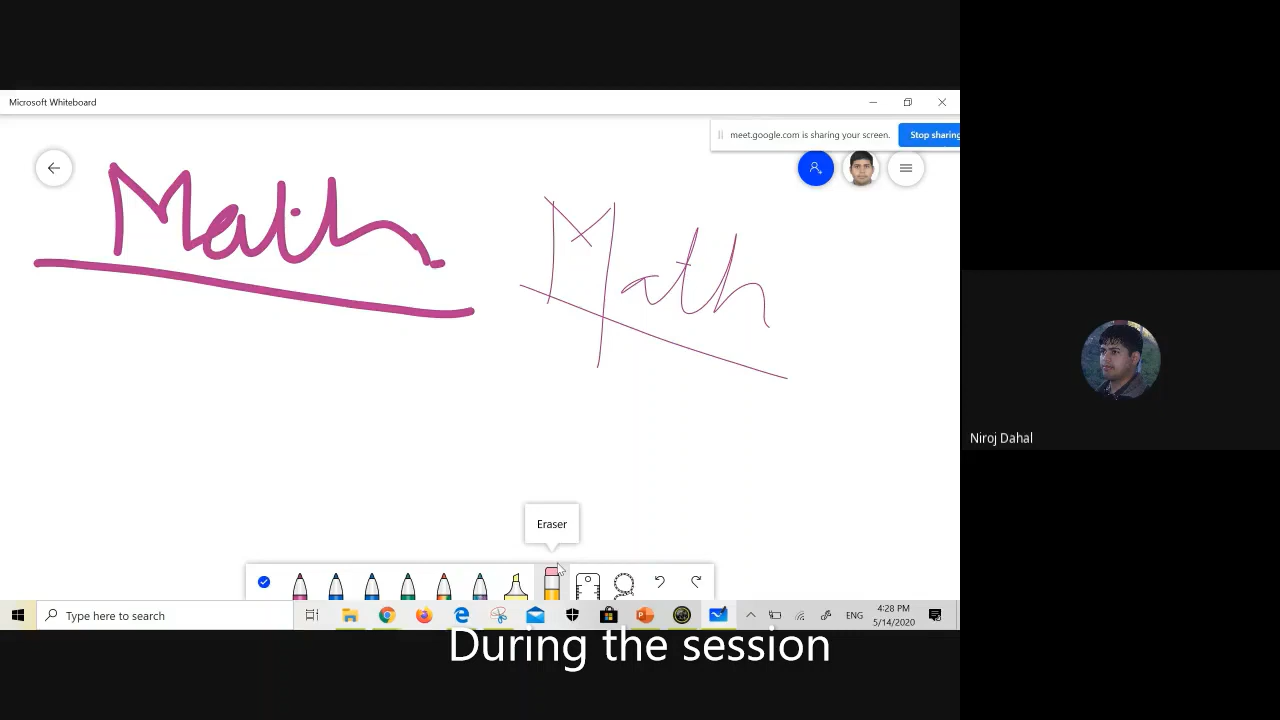 Microsoft Whiteboard
meet.google.com is sharing your screen.
Stop sharing
Math
Math
Niroj Dahal
Eraser
Type here to search
ENG
4:28 PM
5/14/2020
During the session